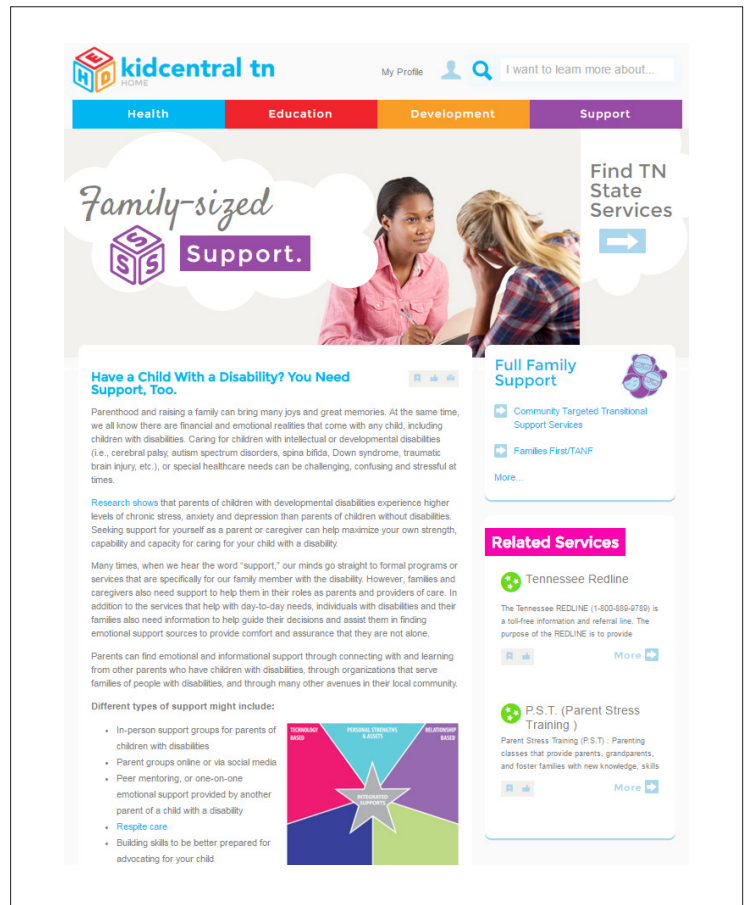 kidcentral tn
HOME
My Profile
I want to learn more about...
Health
Education
Development
Support
Family-sized
Support.
Find TN
State
Services
Have a Child With a Disability? You Need
Support, Too.
Parenthood and raising a family can bring many joys and great memories. At the same time,
we all know there are financial and emotional realities that come with any child, including
children with disabilities. Caring for children with intellectual or developmental disabilities
(i.e., cerebral palsy, autism spectrum disorders, spina bifida, Down syndrome, traumatic
brain injury, etc.), or special healthcare needs can be challenging, confusing and stressful at
times.
Research shows that parents of children with developmental disabilities experience higher
levels of chronic stress, anxiety and depression than parents of children without disabilities.
Seeking support for yourself as a parent or caregiver can help maximize your own strength,
capability and capacity for caring for your child with a disability.
Many times, when we hear the word “support,” our minds go straight to formal programs or
services that are specifically for our family member with the disability. However, families and
caregivers also need support to help them in their roles as parents and providers of care. In
addition to the services that help with day-to-day needs, individuals with disabilities and their
families also need information to help guide their decisions and assist them in finding
emotional support sources to provide comfort and assurance that they are not alone.
Parents can find emotional and informational support through connecting with and learning
from other parents who have children with disabilities, through organizations that serve
families of people with disabilities, and through many other avenues in their local community.
Different types of support might include:
In-person support groups for parents of
children with disabilities
Parent groups online or via social media
Peer mentoring, or one-on-one
emotional support provided by another
parent of a child with a disability
Respite care
Building skills to be better prepared for
advocating for your child
TECHNOLOGY
BASED
PERSONAL STRENGTHS
& ASSETS
RELATIONSHIP
BASED
INTEGRATED
SUPPORTS
Full Family
Support
Community Targeted Transitional
Support Services
Families First/TANF
More...
Related Services
Tennessee Redline
The Tennessee REDLINE (1-800-889-9789) is
a toll-free information and referral line. The
purpose of the REDLINE is to provide
More
P.S.T. (Parent Stress
Training )
Parent Stress Training (P.S.T) : Parenting
classes that provide parents, grandparents,
and foster families with new knowledge, skills
More